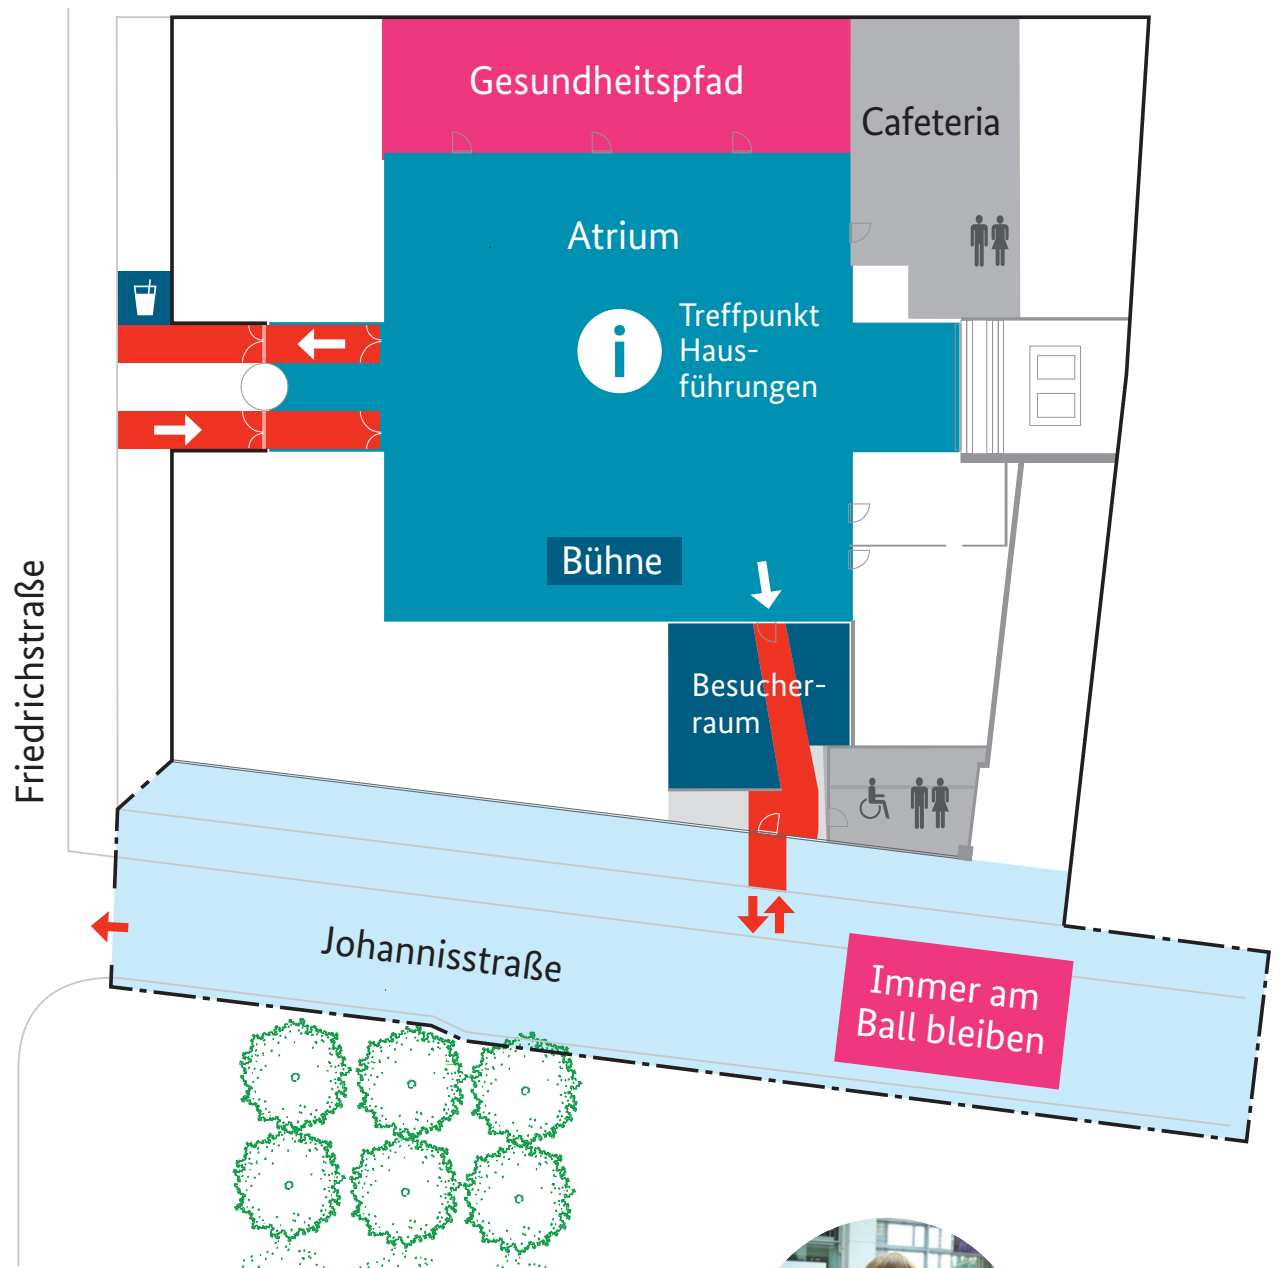 Gesundheitspfad
Cafeteria
Atrium
i
Treffpunkt
Haus-
führungen
Bühne
Friedrichstraße
Besucher-
raum
Johannisstraße
Immer am
Ball bleiben